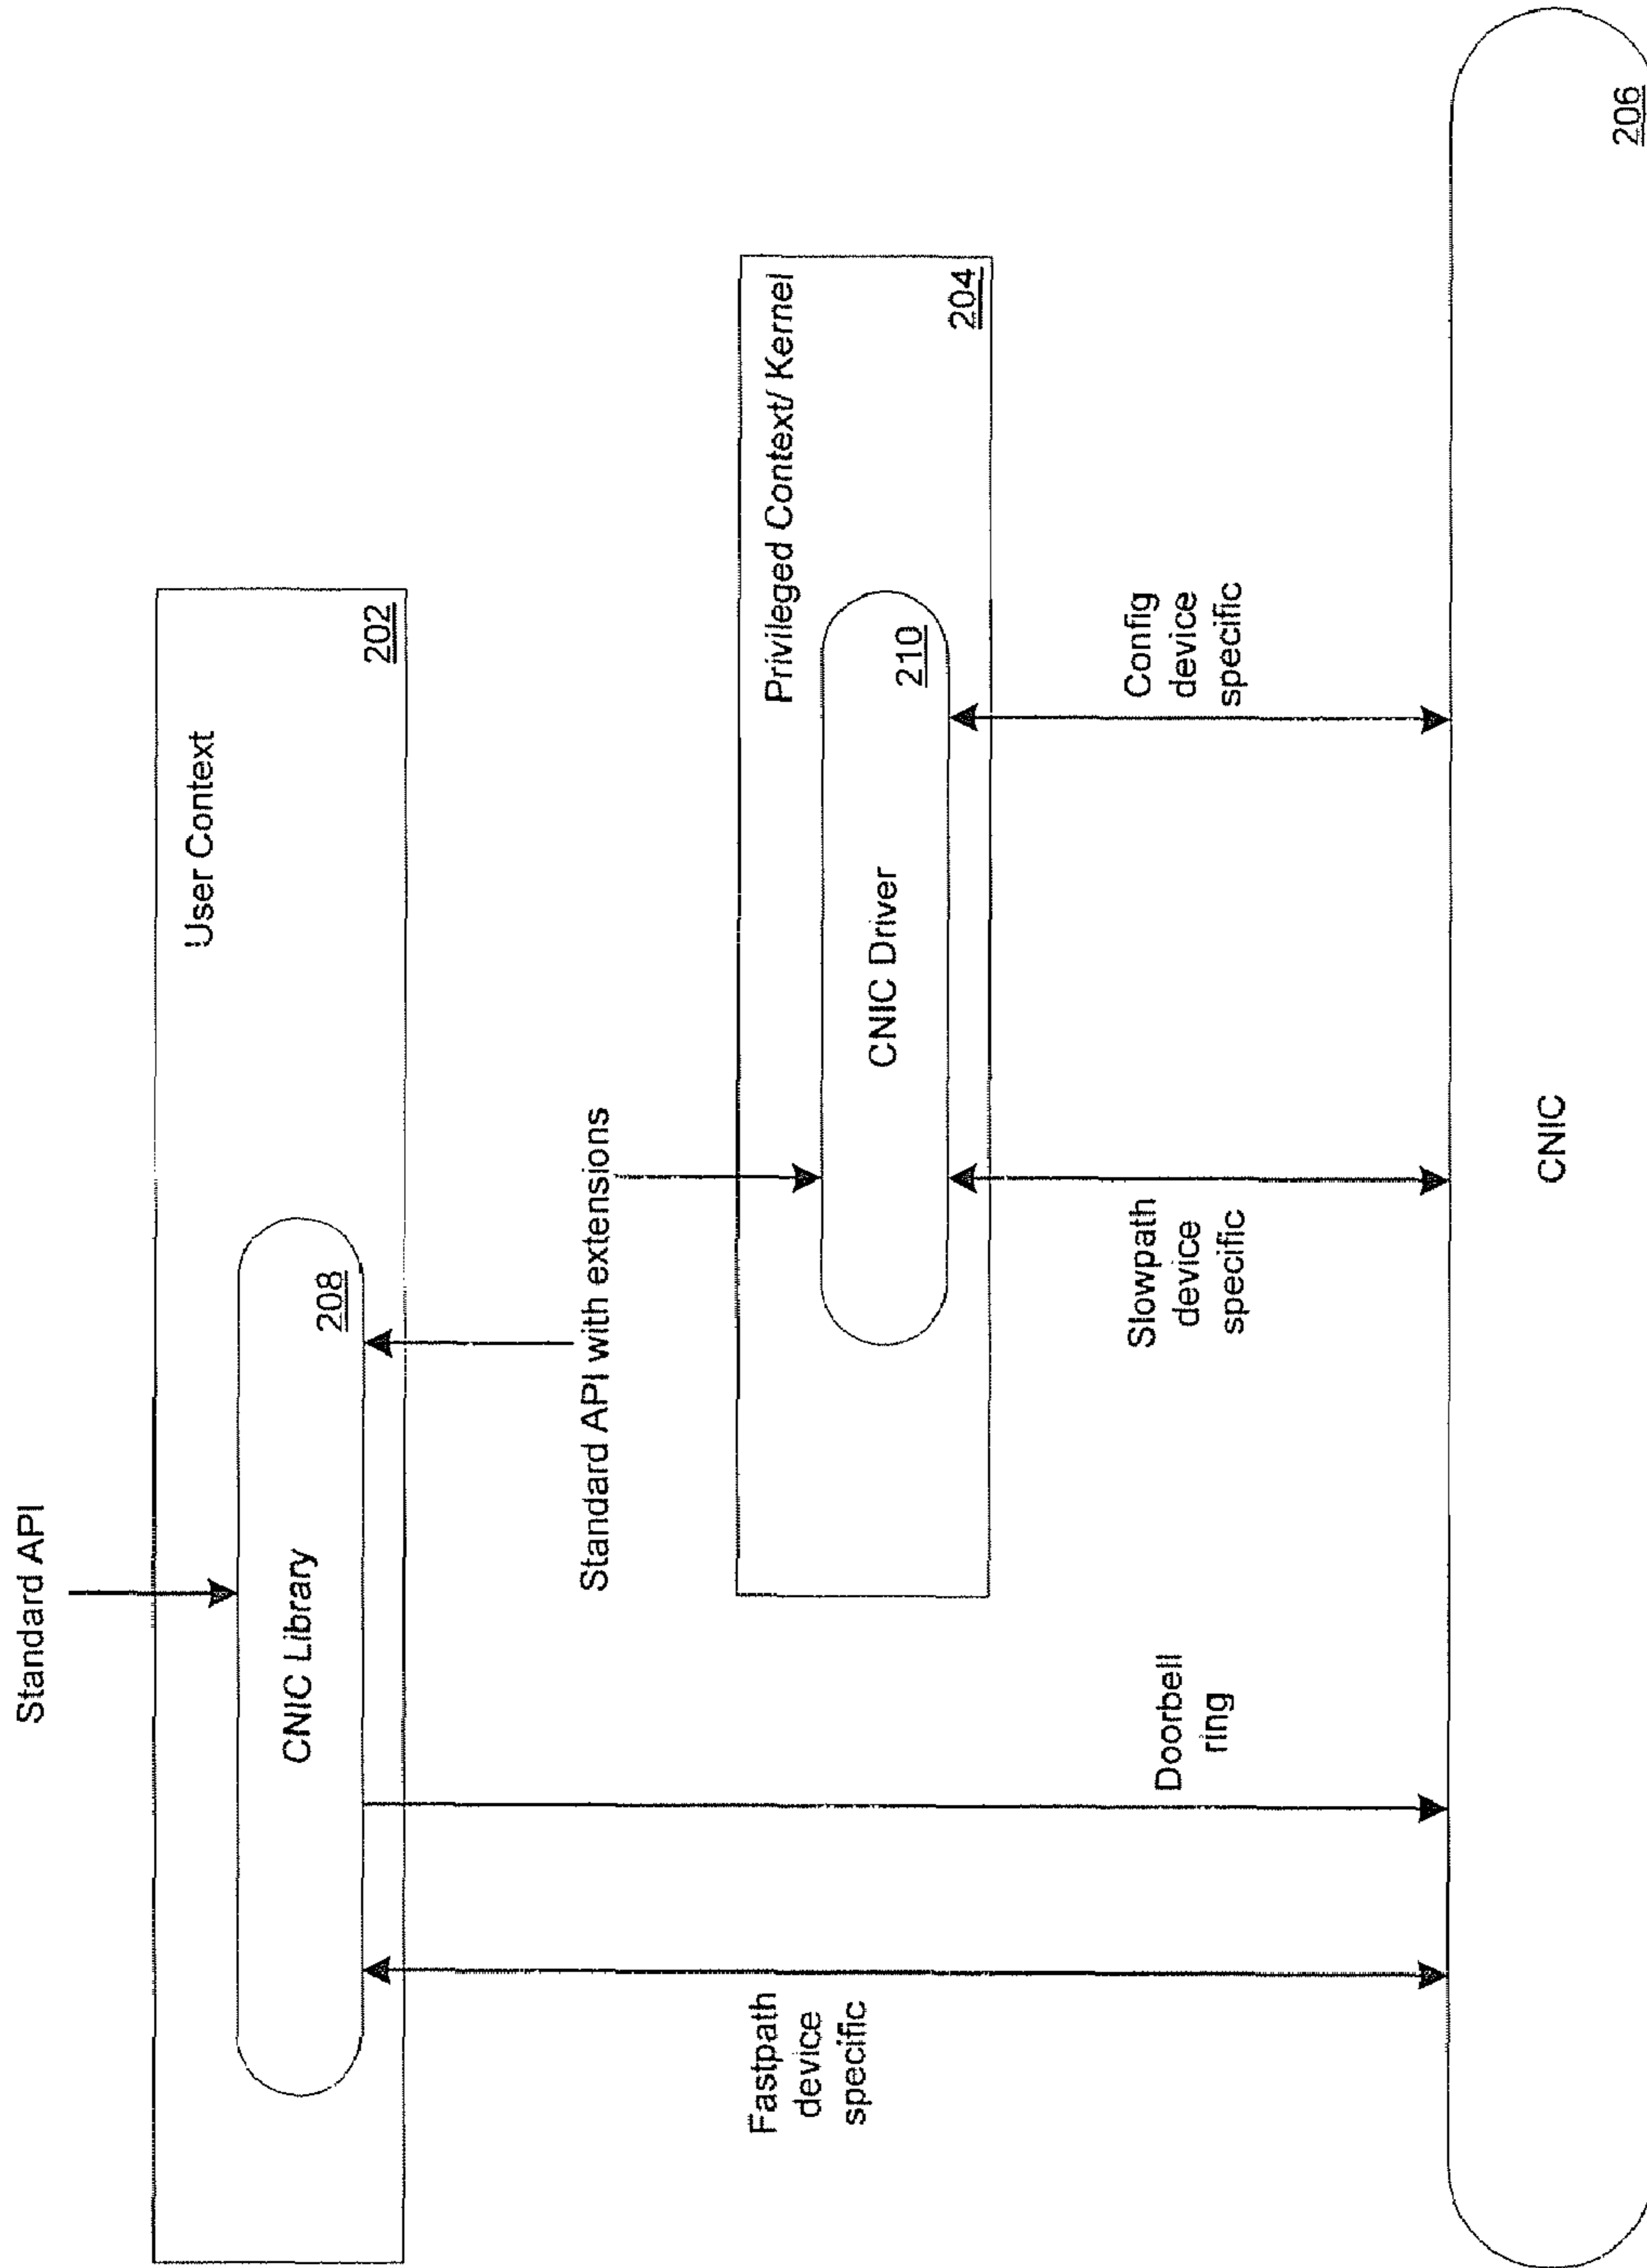 Standard API
User Context
CNIC Library
208
202
Standard API with extensions
Privileged Context/ Kernel
CNIC Driver
210
204
Fastpath
device
specific
Doorbell
ring
Slowpath
device
specific
Config
device
specific
CNIC
206